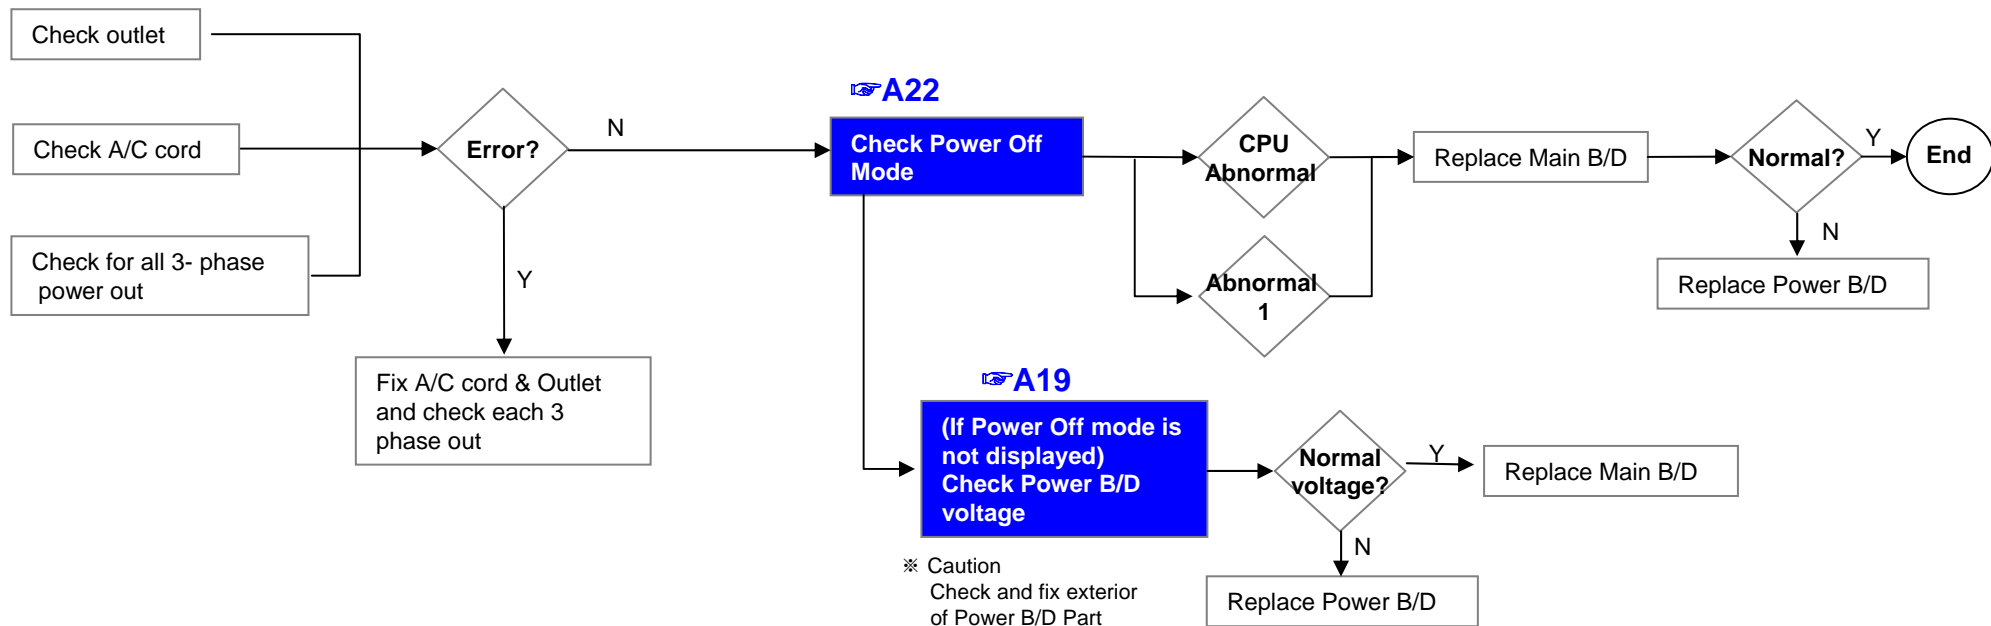 Check outlet
Check A/C cord
Check for all 3- phase
power out
Error?
N
Y
Fix A/C cord & Outlet
and check each 3
phase out
☞A22
Check Power Off
Mode
CPU
Abnormal
Abnormal
1
Replace Main B/D
Normal?
Y
End
N
Replace Power B/D
☞A19
(If Power Off mode is
not displayed)
Check Power B/D
voltage
※ Caution
Check and fix exterior
of Power B/D Part
Normal
voltage?
Y
Replace Main B/D
N
Replace Power B/D